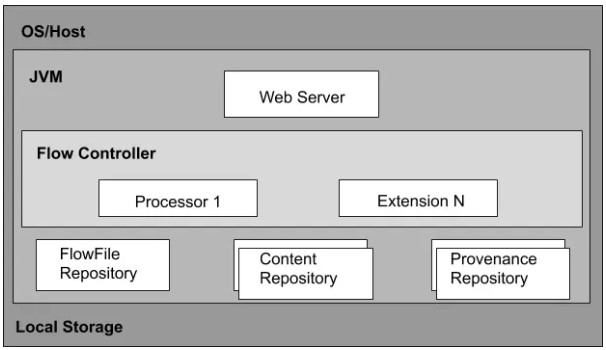 OS/Host
JVM
Web Server
Flow Controller
Processor 1
Extension N
FlowFile
Repository
Content
Repository
Provenance
Repository
Local Storage